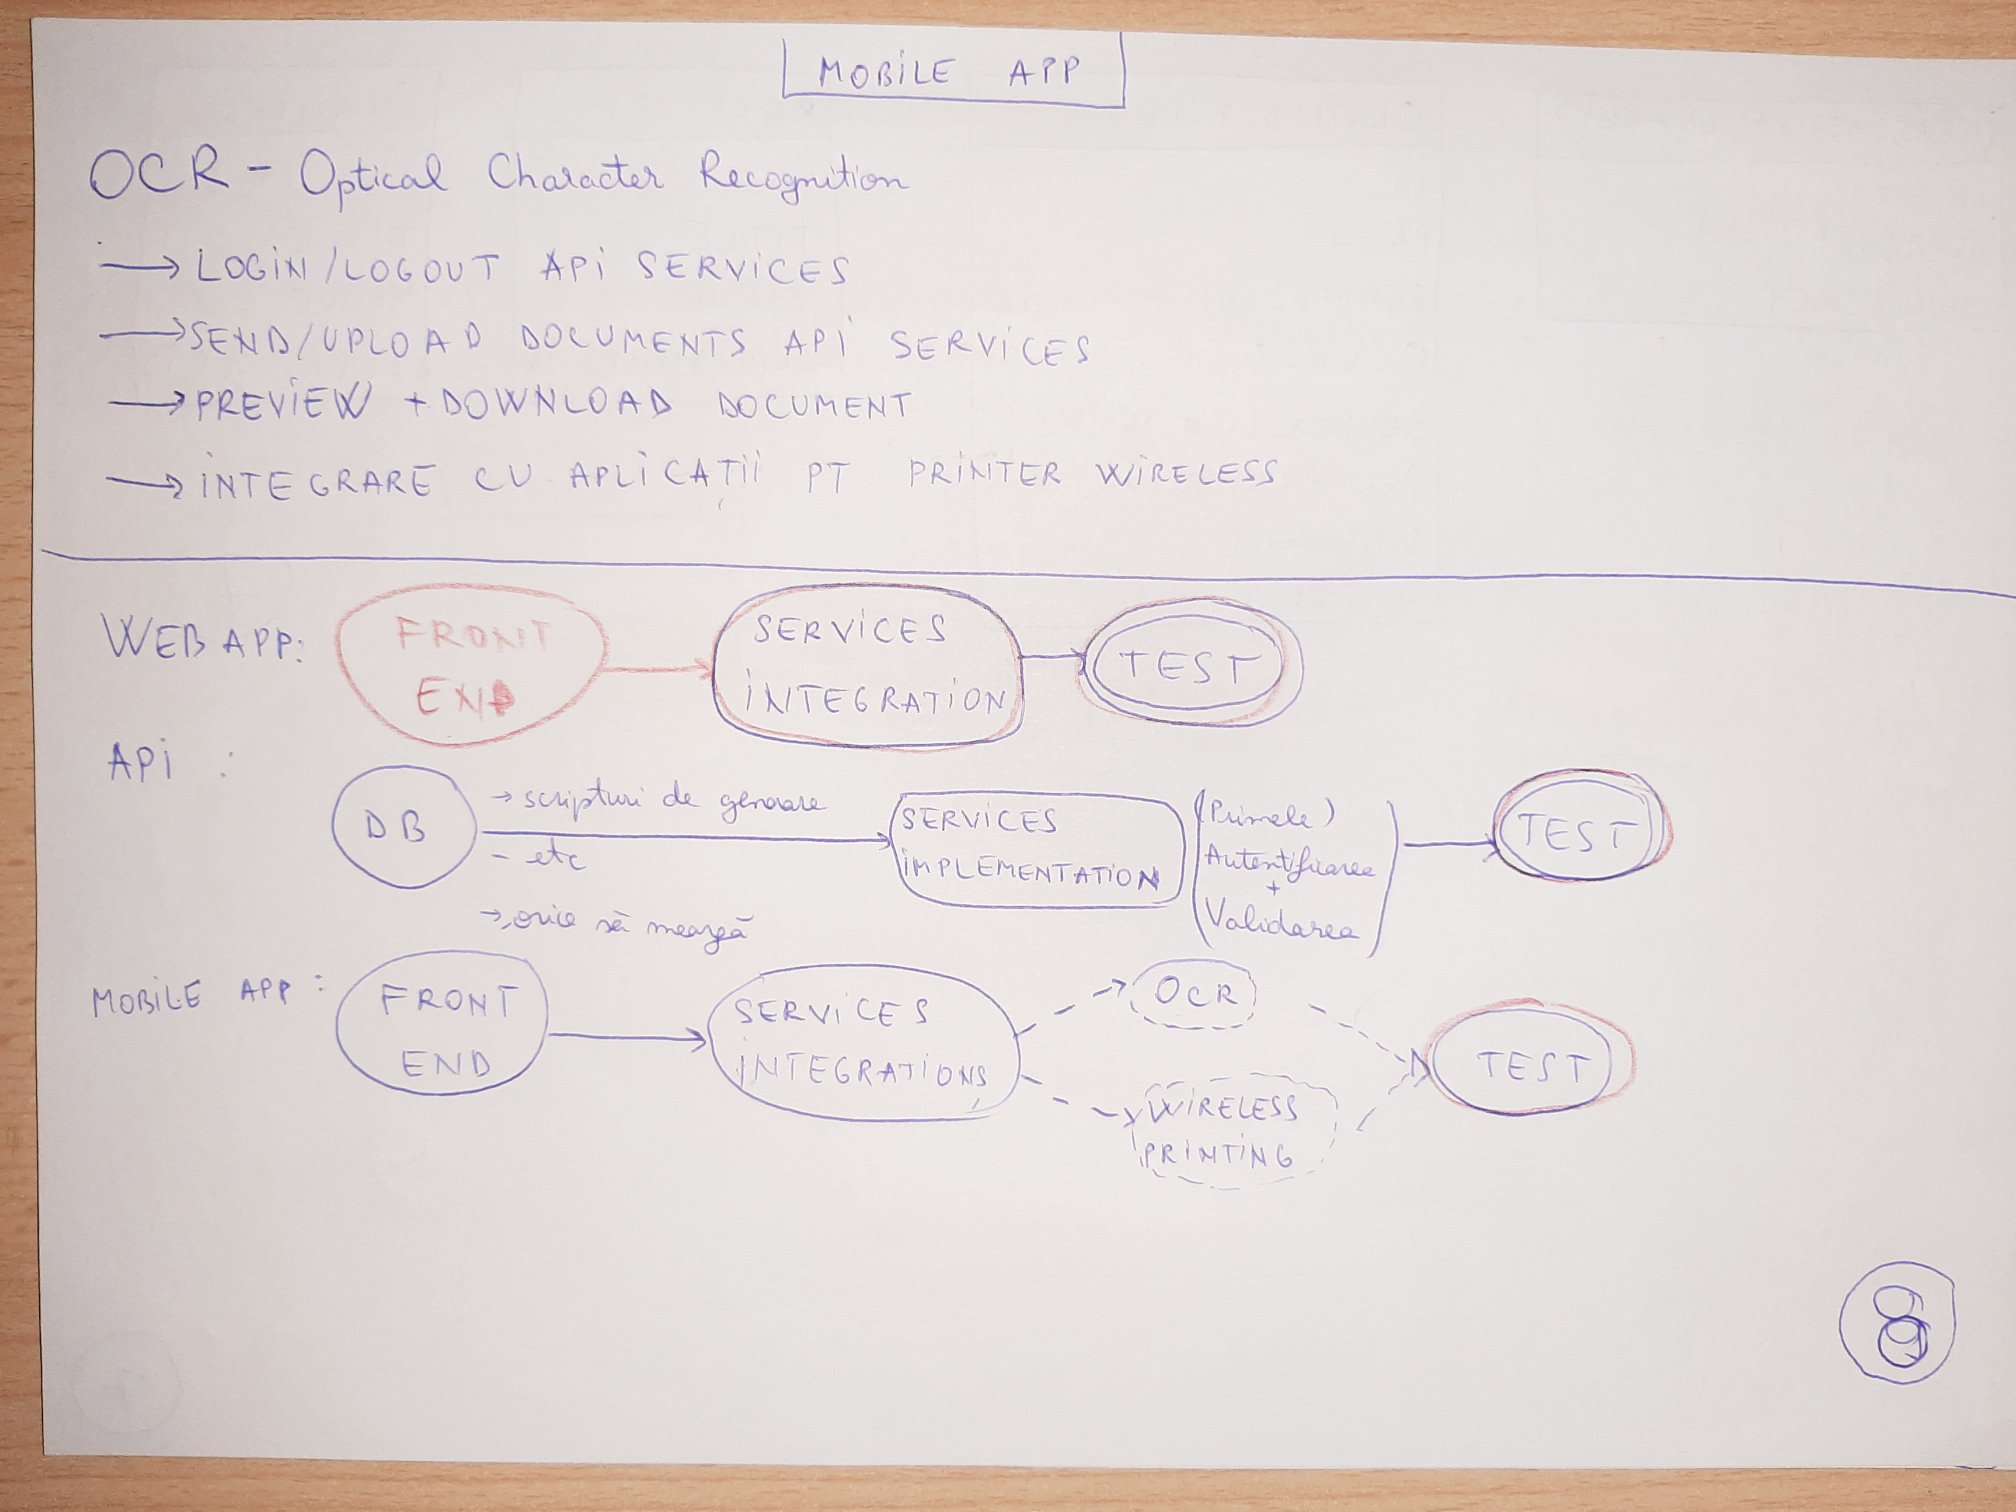 MOBILE APP
OCR - Optical Character Recognition
→ LOGIN/LOGOUT API SERVICES
→ SEND/UPLOAD DOCUMENTS API SERVICES
→ PREVIEW + DOWNLOAD DOCUMENT
→ INTEGRARE CU APLICAȚII PT PRINTER WIRELESS
WEB APP:
FRONT
END
SERVICES
INTEGRATION
TEST
API :
DB
→ scripturi de generare
- etc
→ orice să meargă
SERVICES
IMPLEMENTATION
(Primele)
Autentificarea
+
Validarea
TEST
MOBILE APP :
FRONT
END
SERVICES
INTEGRATIONS
OCR
WIRELESS
PRINTING
TEST
8